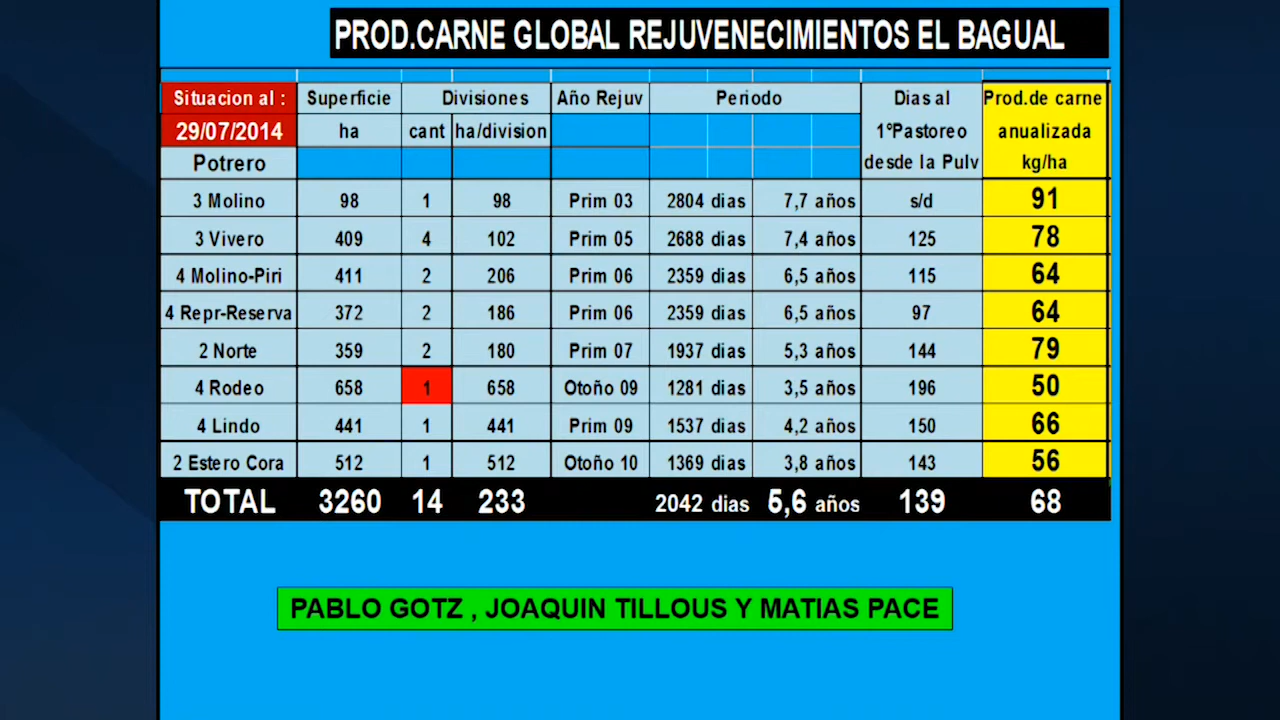 PROD.CARNE GLOBAL REJUVENECIMIENTOS EL BAGUAL
Situacion al : Superficie Divisiones Año Rejuv Periodo Dias al Prod.de carne
29/07/2014 ha cant ha/division 1ºPastoreo anualizada
Potrero desde la Pulv kg/ha
3 Molino 98 1 98 Prim 03 2804 dias 7,7 años s/d 91
3 Vivero 409 4 102 Prim 05 2688 dias 7,4 años 125 78
4 Molino-Piri 411 2 206 Prim 06 2359 dias 6,5 años 115 64
4 Repr-Reserva 372 2 186 Prim 06 2359 dias 6,5 años 97 64
2 Norte 359 2 180 Prim 07 1937 dias 5,3 años 144 79
4 Rodeo 658 1 658 Otoño 09 1281 dias 3,5 años 196 50
4 Lindo 441 1 441 Prim 09 1537 dias 4,2 años 150 66
2 Estero Cora 512 1 512 Otoño 10 1369 dias 3,8 años 143 56
TOTAL 3260 14 233 2042 dias 5,6 años 139 68
PABLO GOTZ , JOAQUIN TILLOUS Y MATIAS PACE